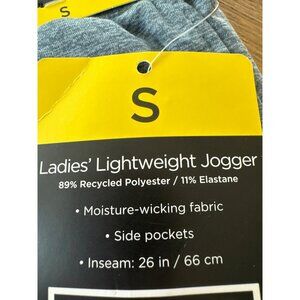 S
S
Ladies' Lightweight Jogger
89% Recycled Polyester / 11% Elastane
• Moisture-wicking fabric
• Side pockets
• Inseam: 26 in / 66 cm